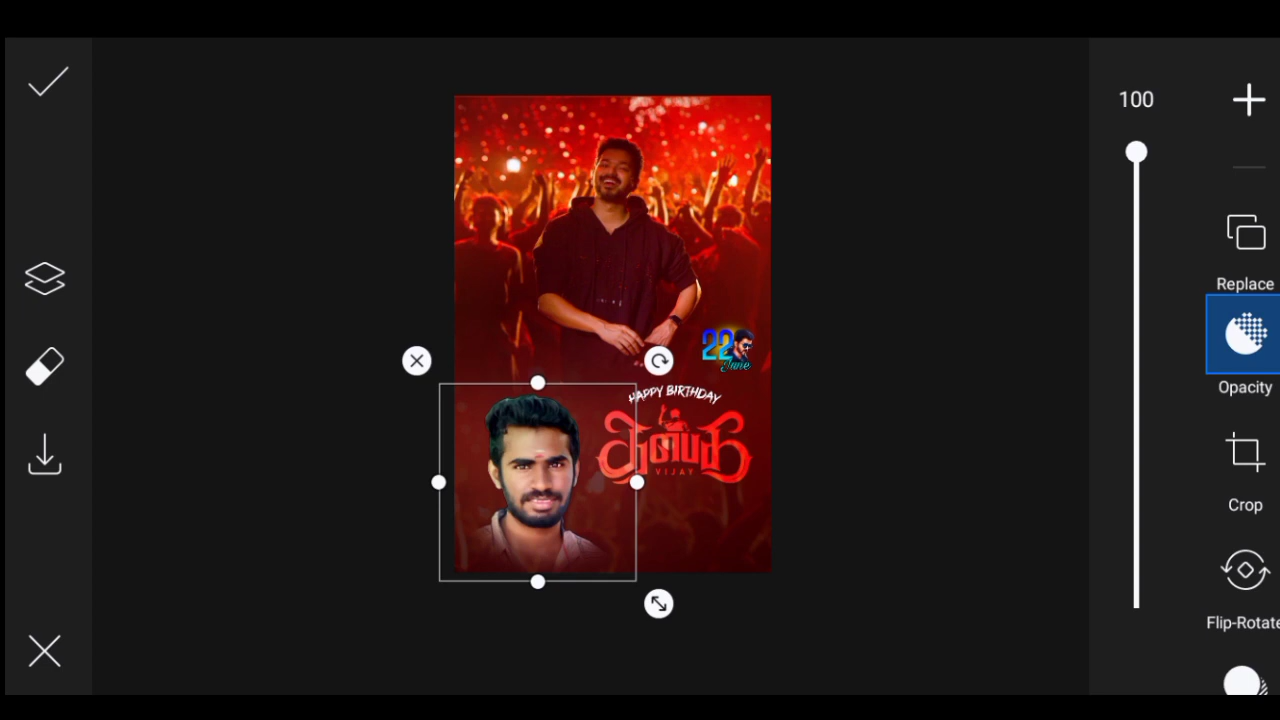 100
Replace
Opacity
Crop
Flip-Rotate
22
June
HAPPY BIRTHDAY
தளபதி
VIJAY